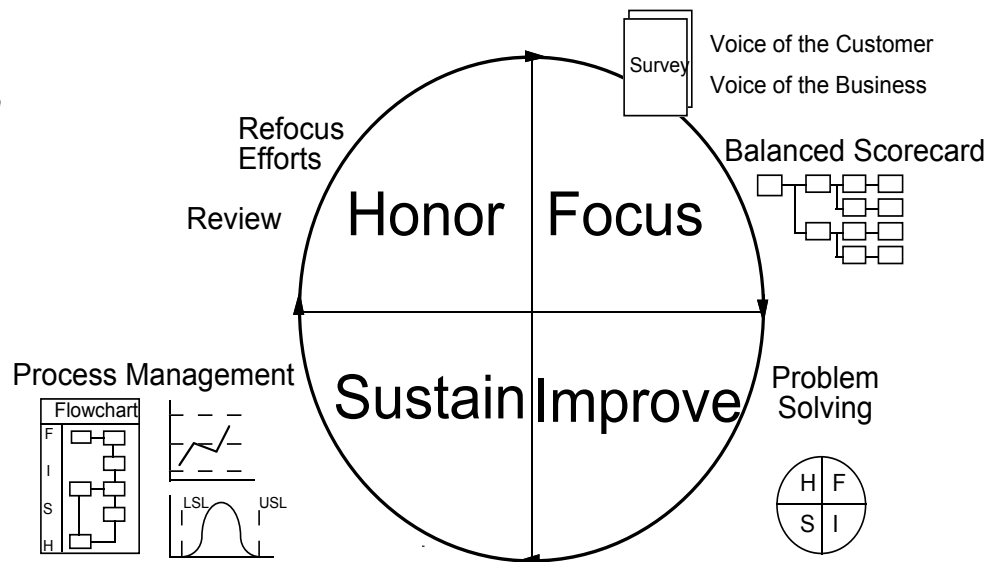 Survey
Voice of the Customer
Voice of the Business
Refocus
Efforts
Balanced Scorecard
Review
Honor
Focus
Process Management
Sustain
Improve
Problem
Solving
Flowchart
F
I
S
H
LSL
USL
H
F
S
I